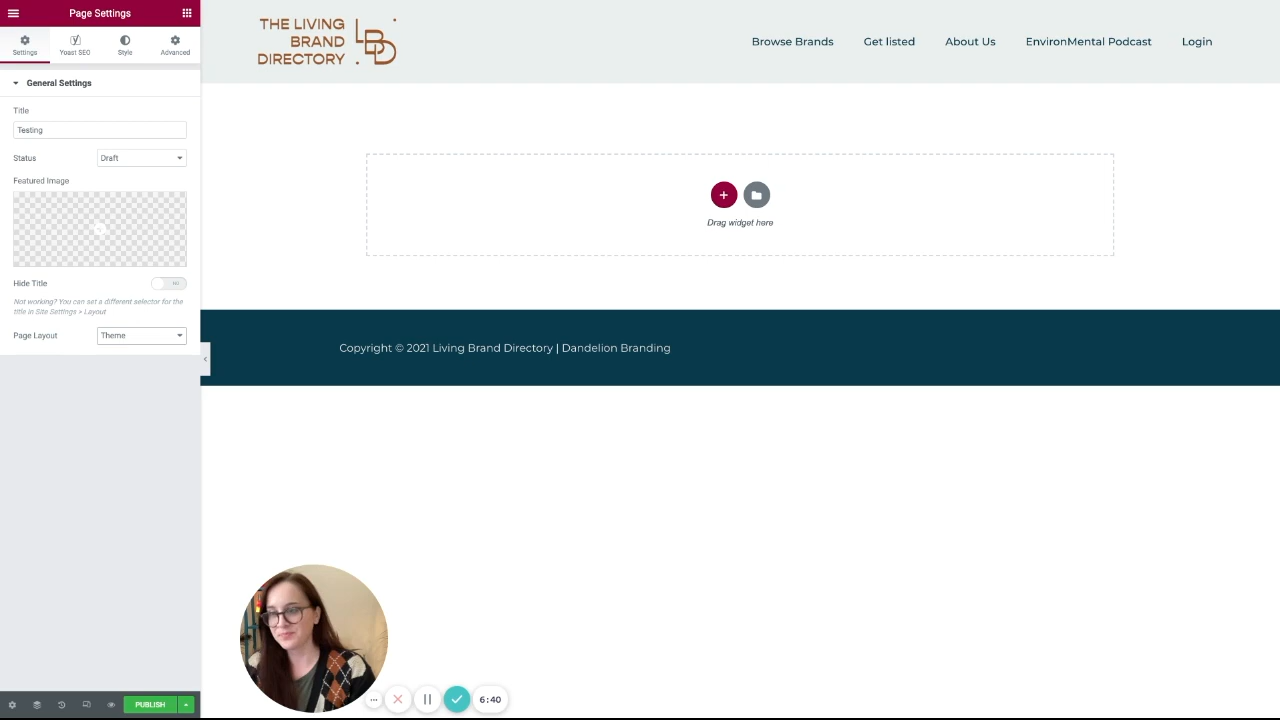 Page Settings
Settings
Yoast SEO
Style
Advanced
General Settings
Title
Testing
Status
Draft
Featured Image
Hide Title
NO
Not working? You can set a different selector for the
title in Site Settings > Layout
Page Layout
Theme
PUBLISH
THE LIVING
BRAND
DIRECTORY
LBD
Browse Brands
Get listed
About Us
EnvironMental Podcast
Login
Drag widget here
Copyright © 2021 Living Brand Directory | Dandelion Branding
6:40